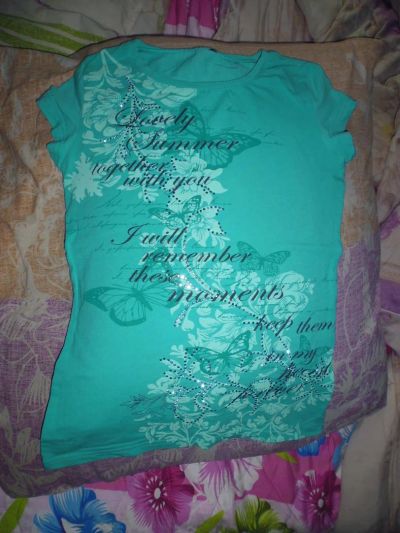 Lovely
Summer
together
with you
I will
remember
these
moments
keep them
in my